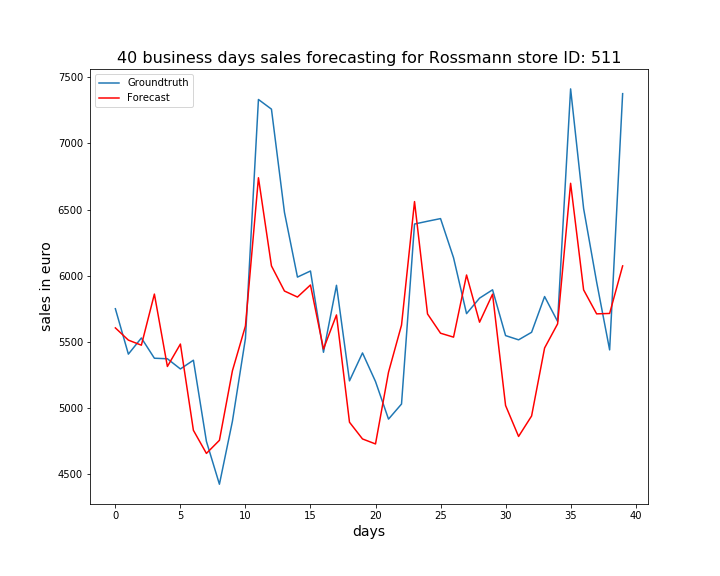 40 business days sales forecasting for Rossmann store ID: 511
Groundtruth
Forecast
sales in euro
7500
7000
6500
6000
5500
5000
4500
0 5 10 15 20 25 30 35 40
days